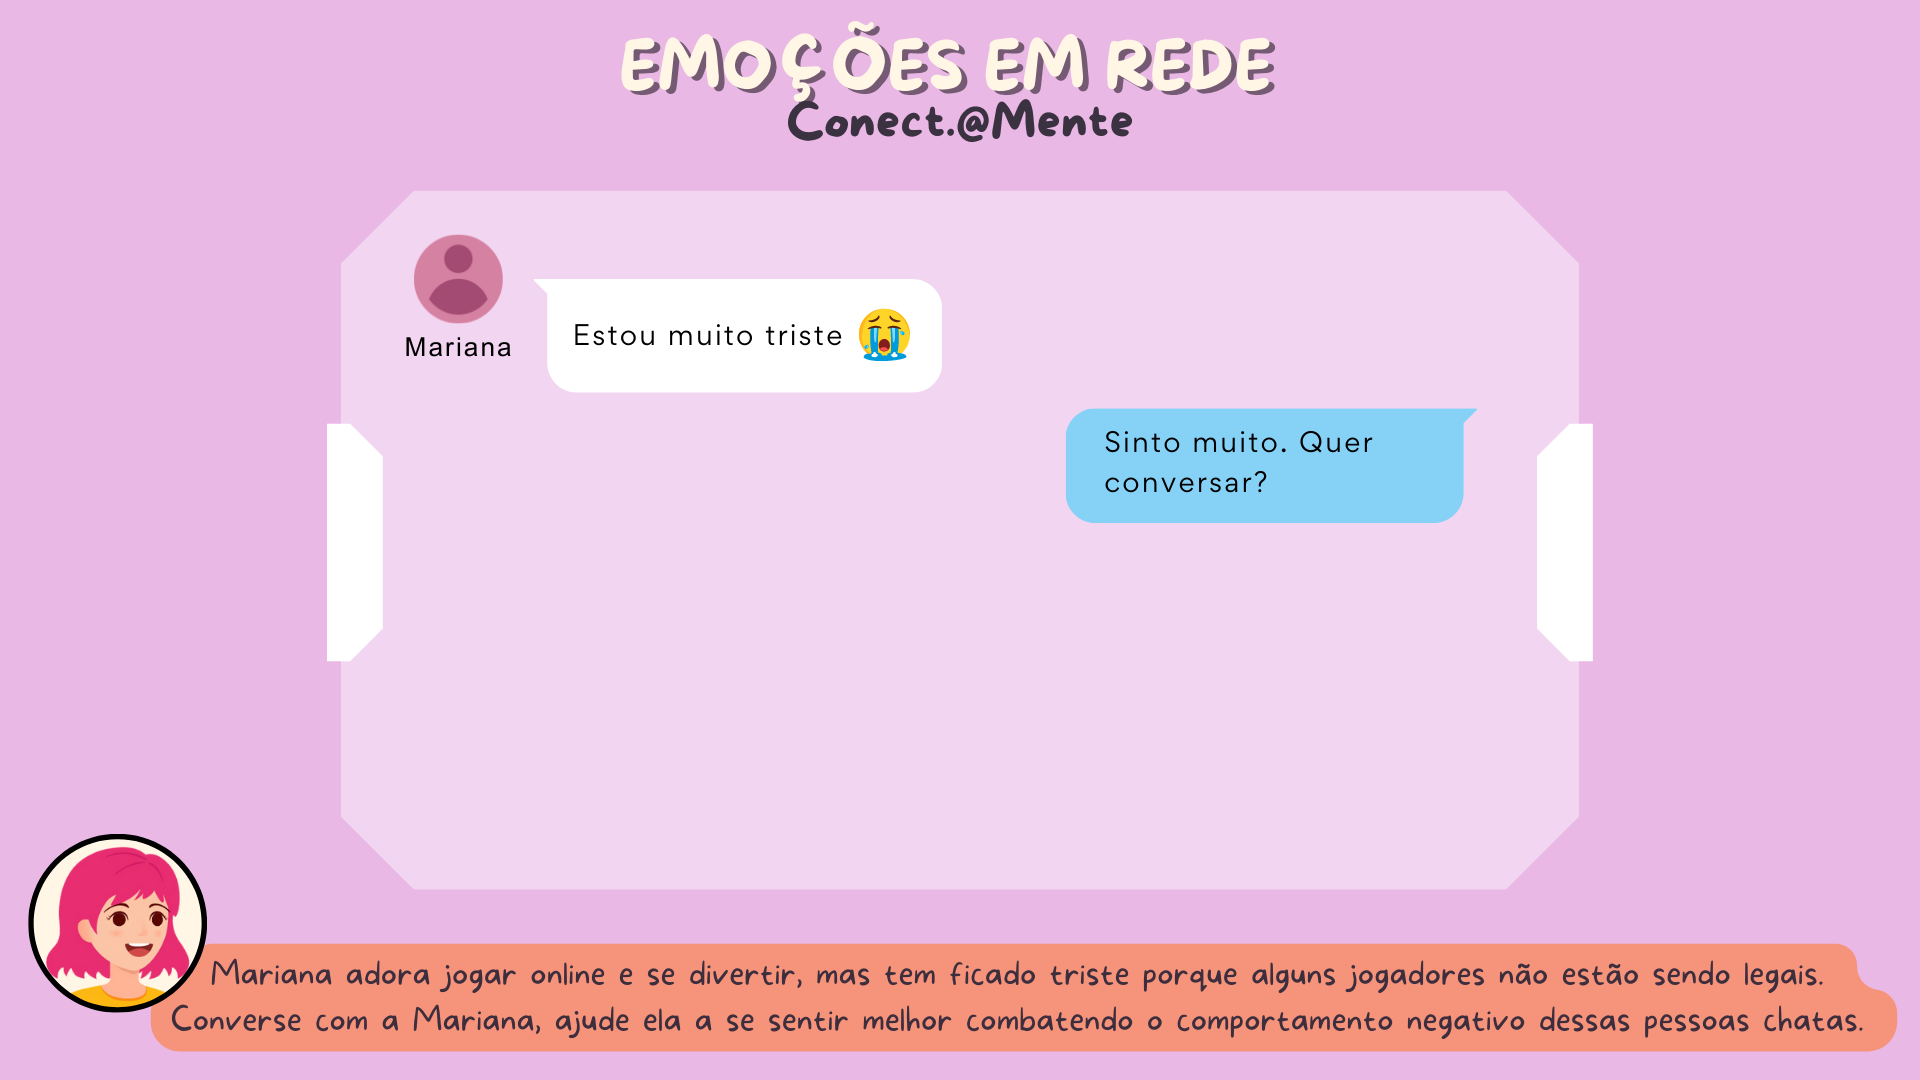 EMOÇÕES EM REDE
Conect.@Mente
Mariana
Estou muito triste 😭
Sinto muito. Quer
conversar?
Mariana adora jogar online e se divertir, mas tem ficado triste porque alguns jogadores não estão sendo legais.
Converse com a Mariana, ajude ela a se sentir melhor combatendo o comportamento negativo dessas pessoas chatas.